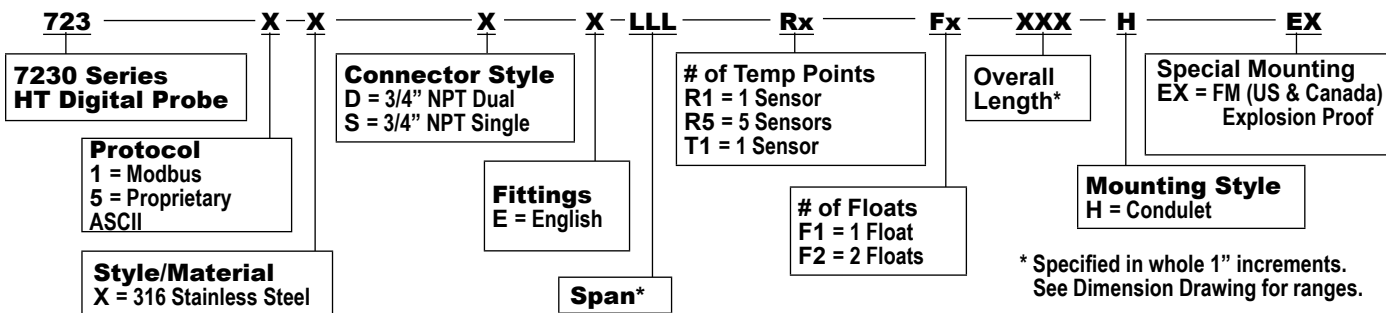 723 X X X X LLL Rx Fx XXX H EX
7230 Series
HT Digital Probe
Protocol
1 = Modbus
5 = Proprietary
ASCII
Style/Material
X = 316 Stainless Steel
Connector Style
D = 3/4” NPT Dual
S = 3/4” NPT Single
Fittings
E = English
Span*
# of Temp Points
R1 = 1 Sensor
R5 = 5 Sensors
T1 = 1 Sensor
# of Floats
F1 = 1 Float
F2 = 2 Floats
Overall
Length*
Mounting Style
H = Condulet
Special Mounting
EX = FM (US & Canada)
Explosion Proof
* Specified in whole 1” increments.
See Dimension Drawing for ranges.